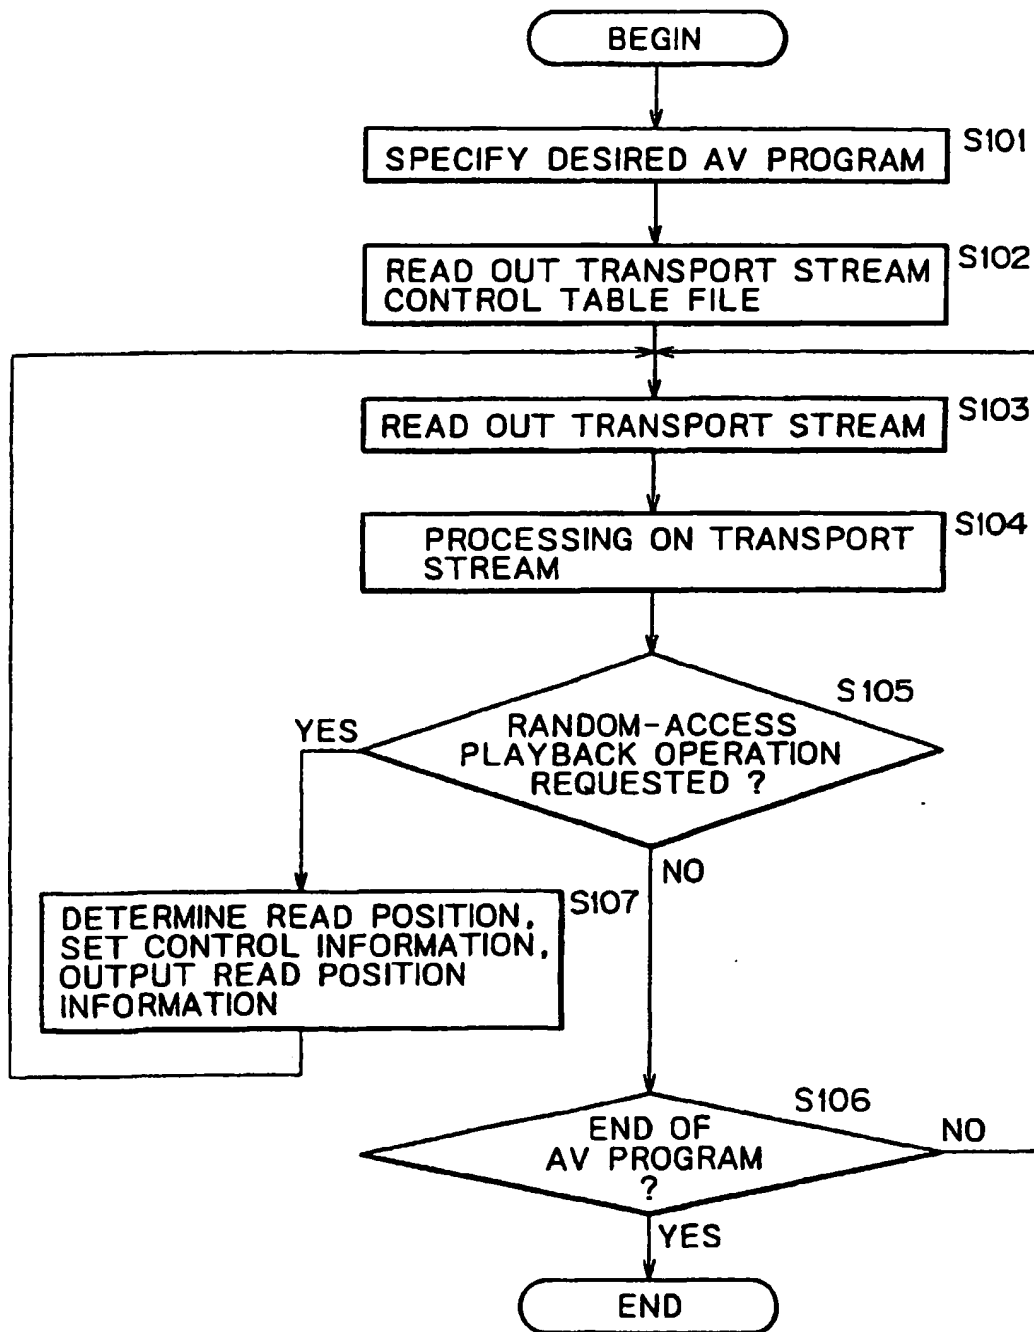 BEGIN
S101
SPECIFY DESIRED AV PROGRAM
S102
READ OUT TRANSPORT STREAM
CONTROL TABLE FILE
S103
READ OUT TRANSPORT STREAM
S104
PROCESSING ON TRANSPORT
STREAM
S105
YES
RANDOM-ACCESS
PLAYBACK OPERATION
REQUESTED ?
NO
S107
DETERMINE READ POSITION,
SET CONTROL INFORMATION,
OUTPUT READ POSITION
INFORMATION
S106
END OF
AV PROGRAM
?
NO
YES
END